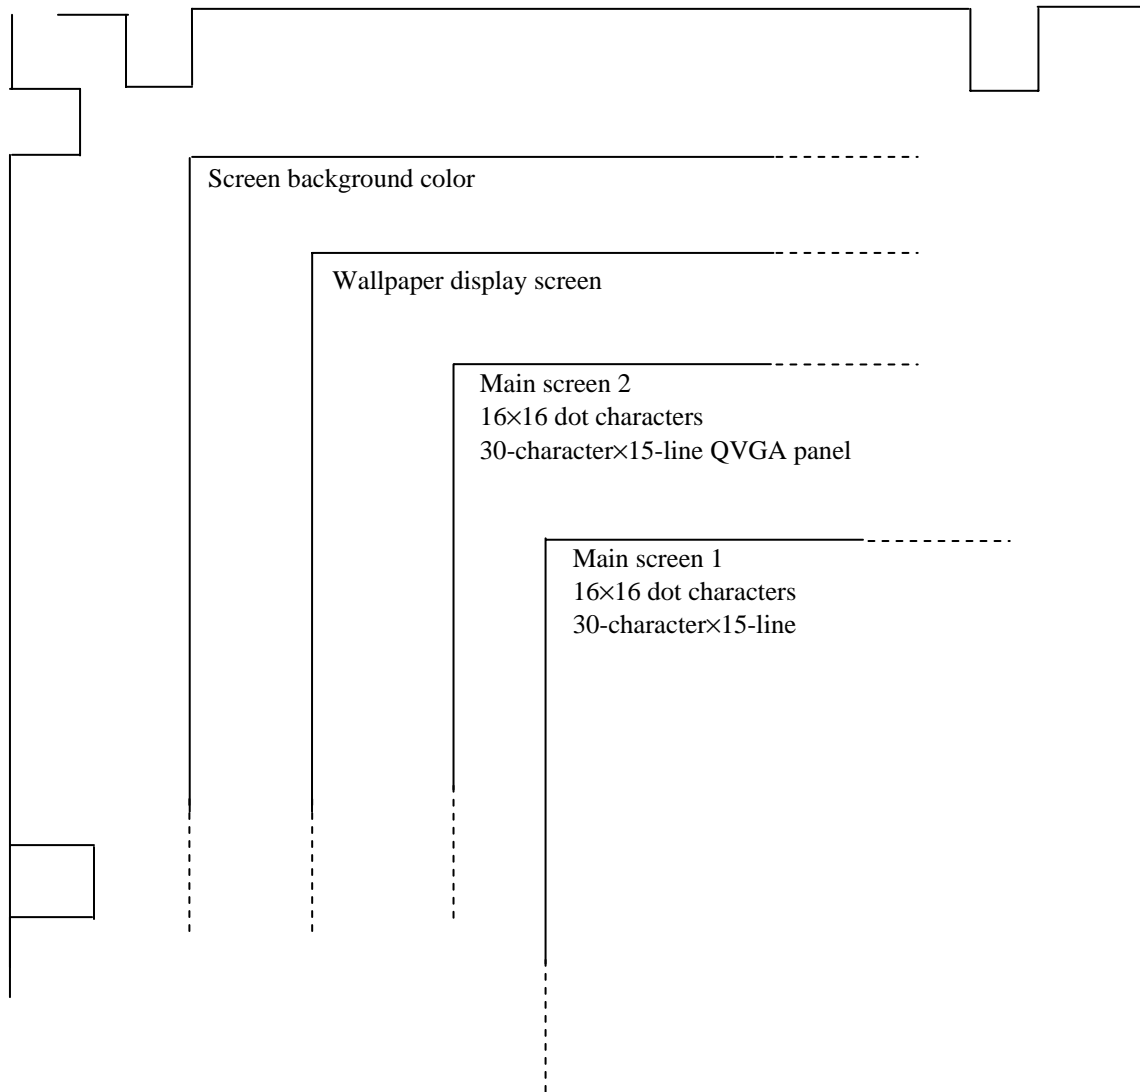 Screen background color
Wallpaper display screen
Main screen 2
16×16 dot characters
30-character×15-line QVGA panel
Main screen 1
16×16 dot characters
30-character×15-line